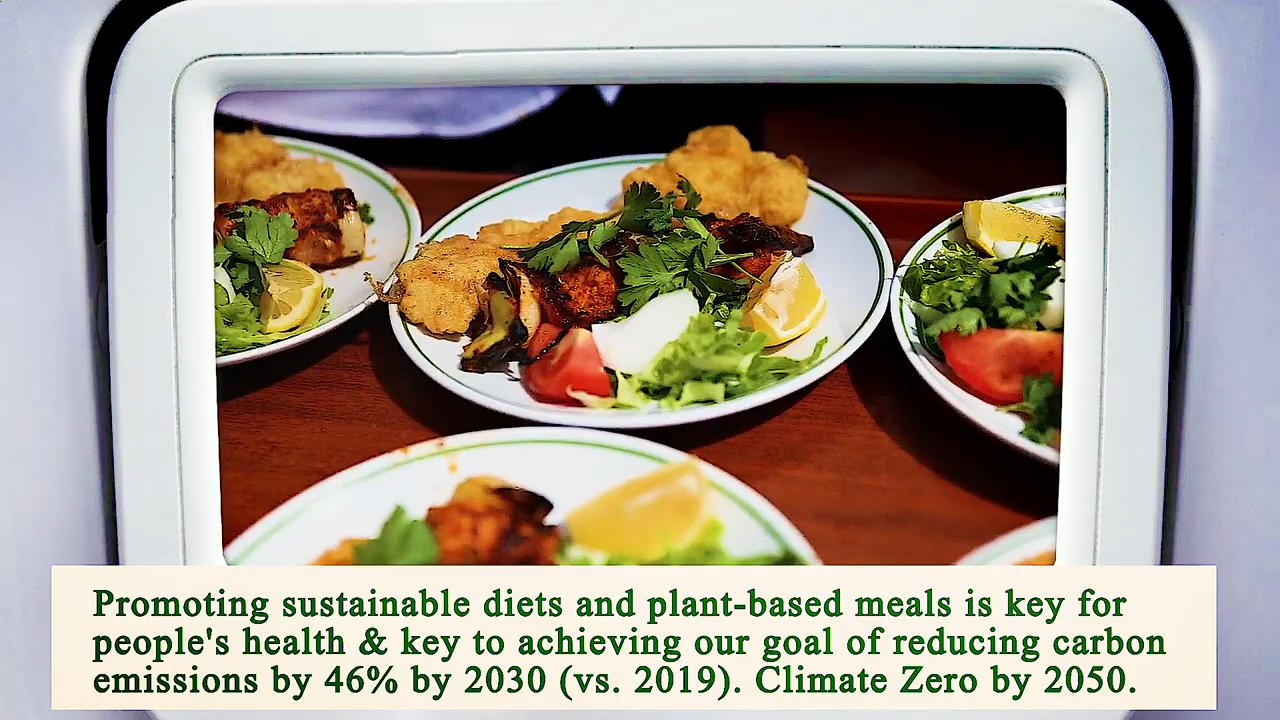 Promoting sustainable diets and plant-based meals is key for
people's health & key to achieving our goal of reducing carbon
emissions by 46% by 2030 (vs. 2019). Climate Zero by 2050.